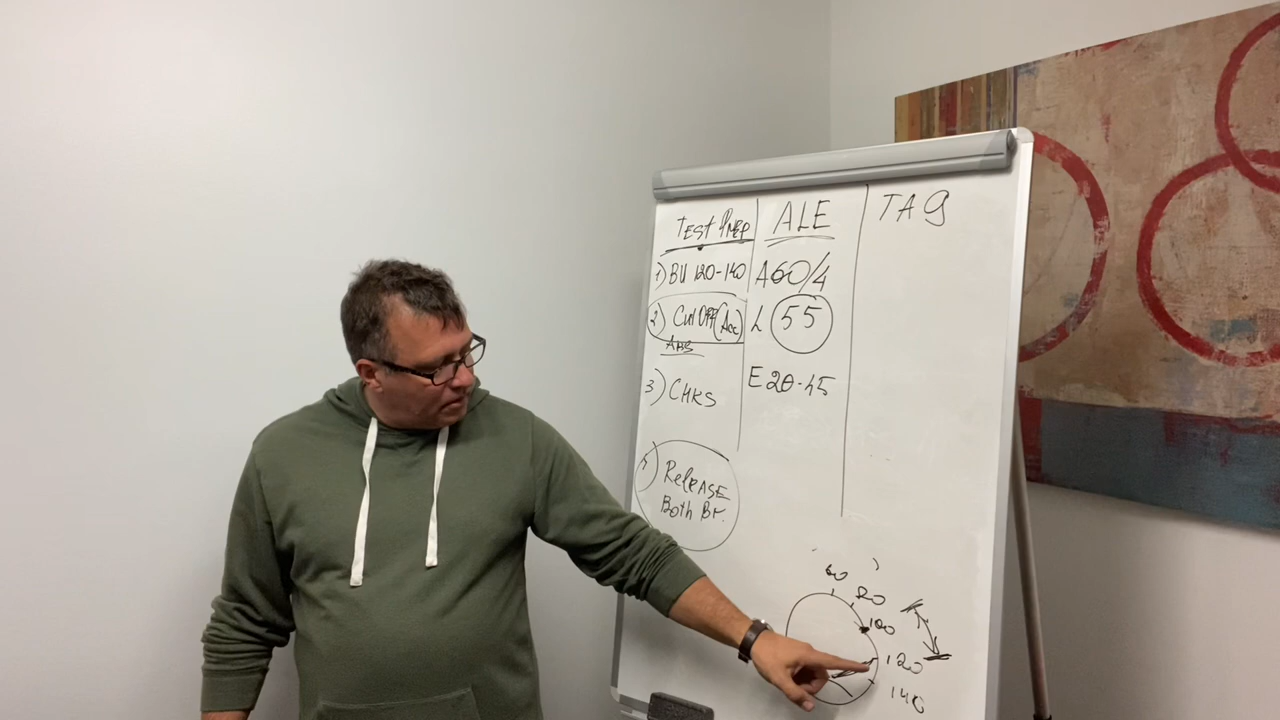 TEST PREP
1) BU 120-140
2) Cut OFF (Acc)
ABS
3) CHKS
4) RELEASE
Both Br.
ALE
A 60/4
L 55
E 20-45
TAG
60
80
100
120
140